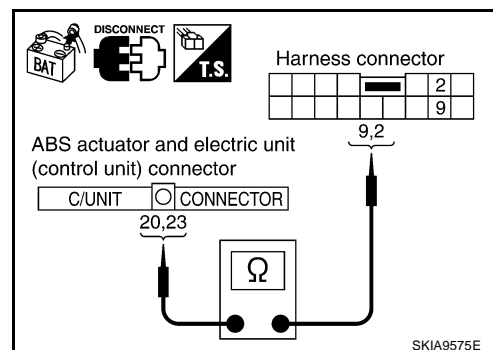 DISCONNECT
BAT
T.S.
Harness connector
2
9
9,2
ABS actuator and electric unit
(control unit) connector
C/UNIT
CONNECTOR
20,23
Ω
SKIA9575E